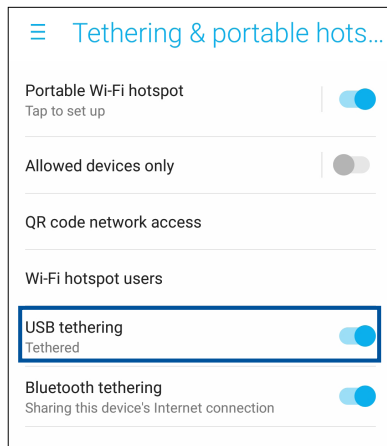 Tethering & portable hots...
Portable Wi-Fi hotspot
Tap to set up
Allowed devices only
QR code network access
Wi-Fi hotspot users
USB tethering
Tethered
Bluetooth tethering
Sharing this device's Internet connection